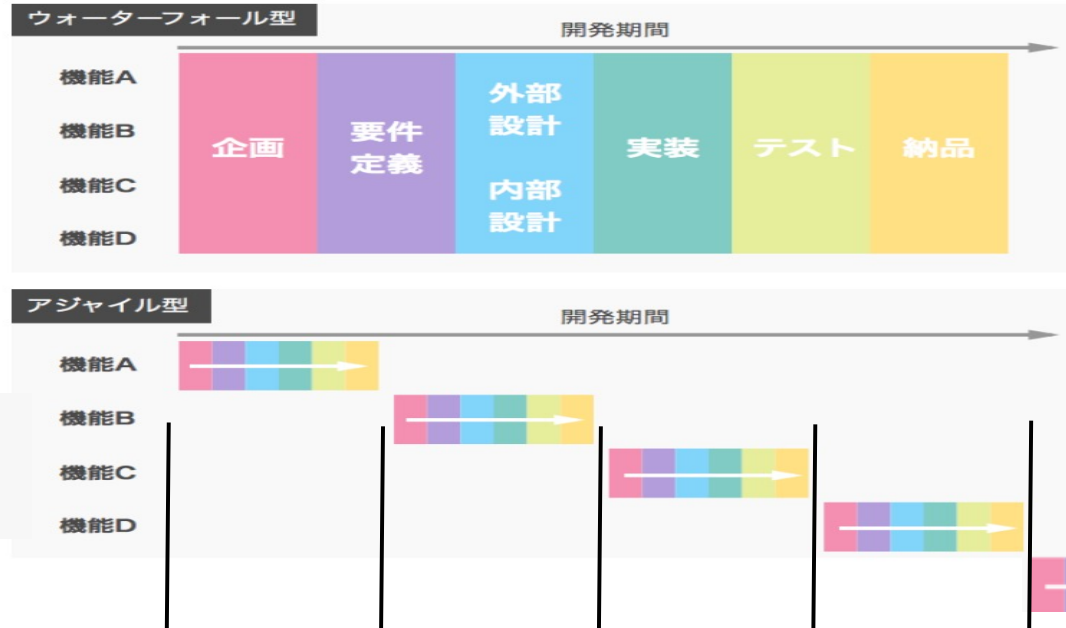 ウォーターフォール型
開発期間
機能A
機能B
機能C
機能D
企画
要件
定義
外部
設計
内部
設計
実装
テスト
納品
アジャイル型
開発期間
機能A
機能B
機能C
機能D